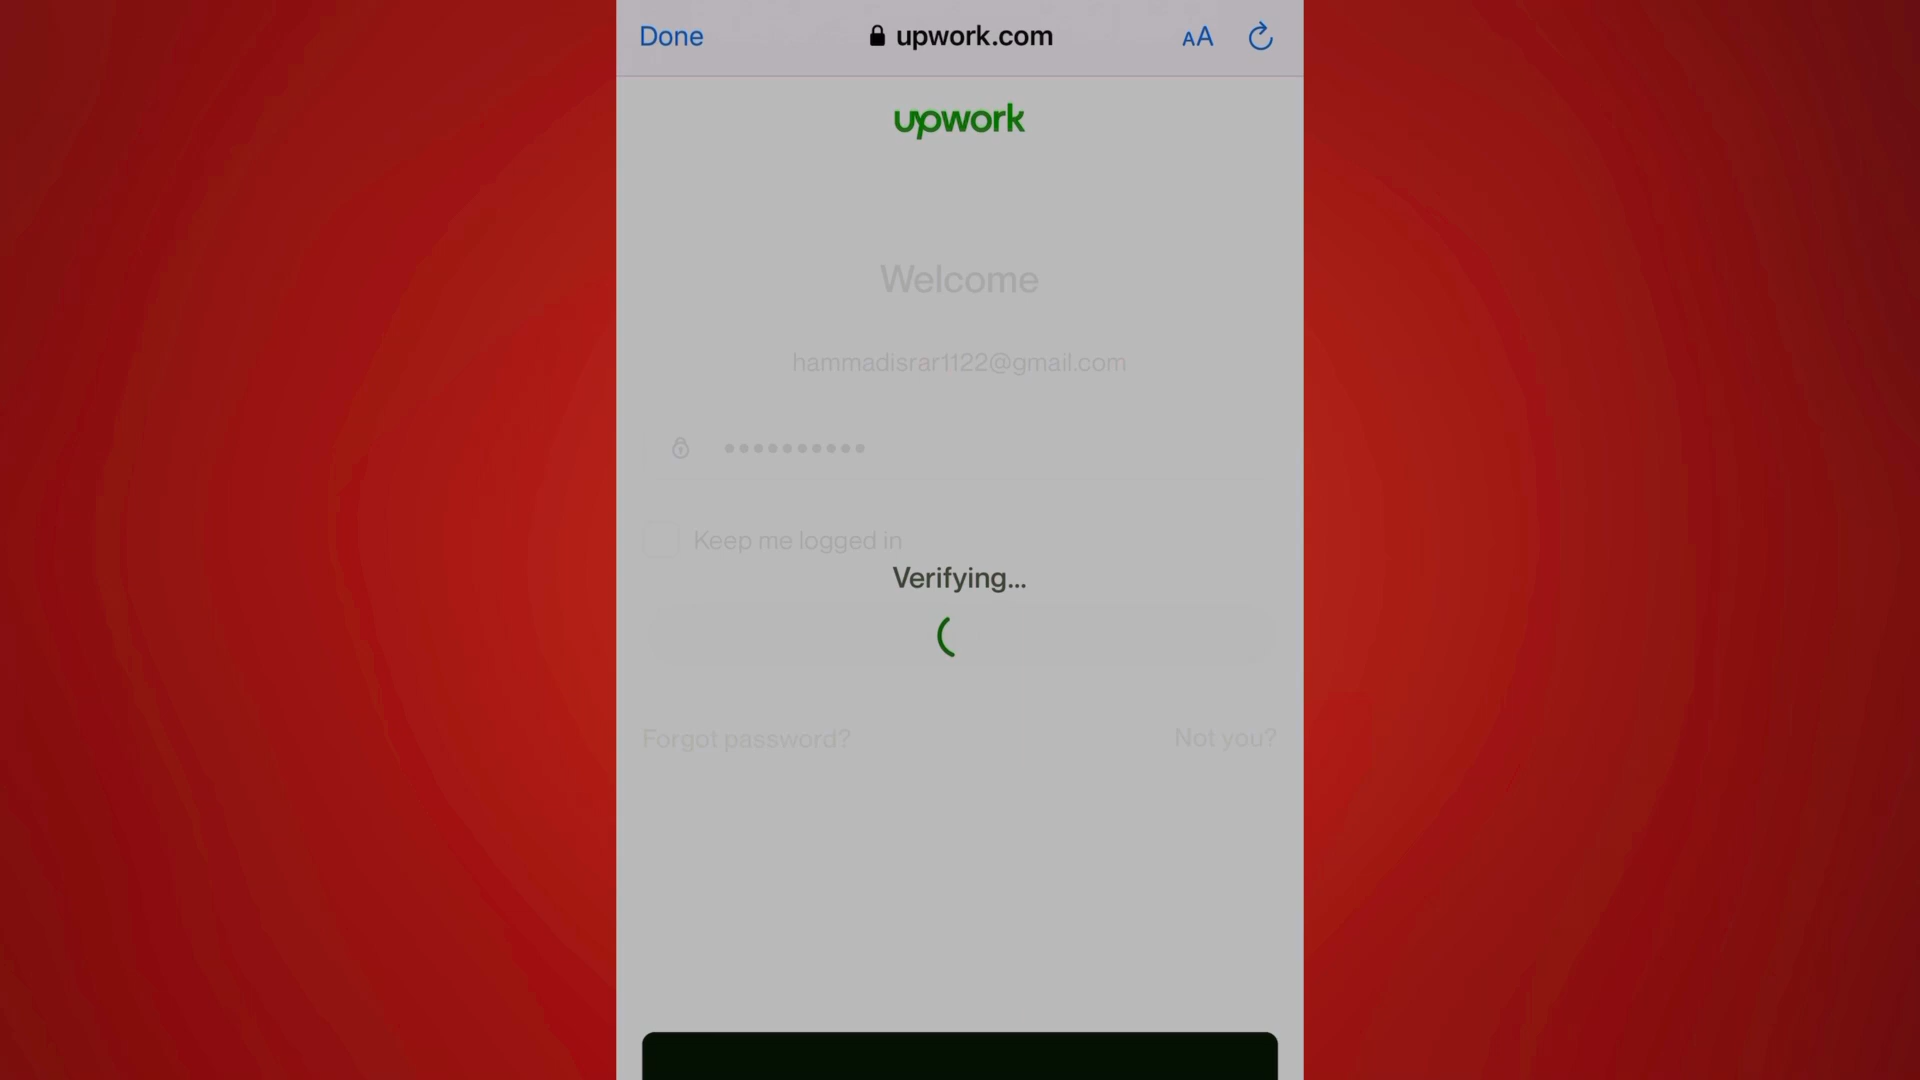 Done upwork.com AA
upwork
Welcome
hammadisrar1122@gmail.com
Keep me logged in
Verifying...
Forgot password? Not you?